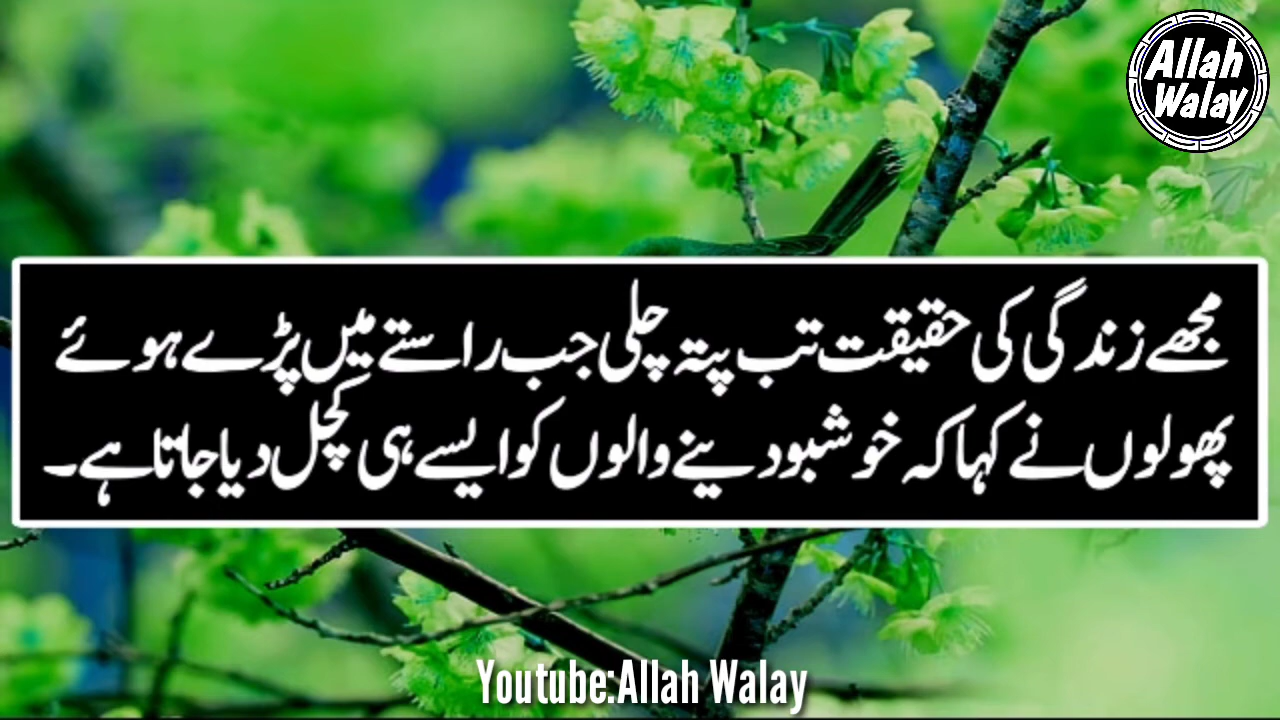 Allah
Walay
مجھے زندگی کی حقیقت تب پتہ چلی جب راستے میں پڑے ہوئے
پھولوں نے کہا کہ خوشبو دینے والوں کو ایسے ہی کچل دیا جاتا ہے۔
Youtube:Allah Walay